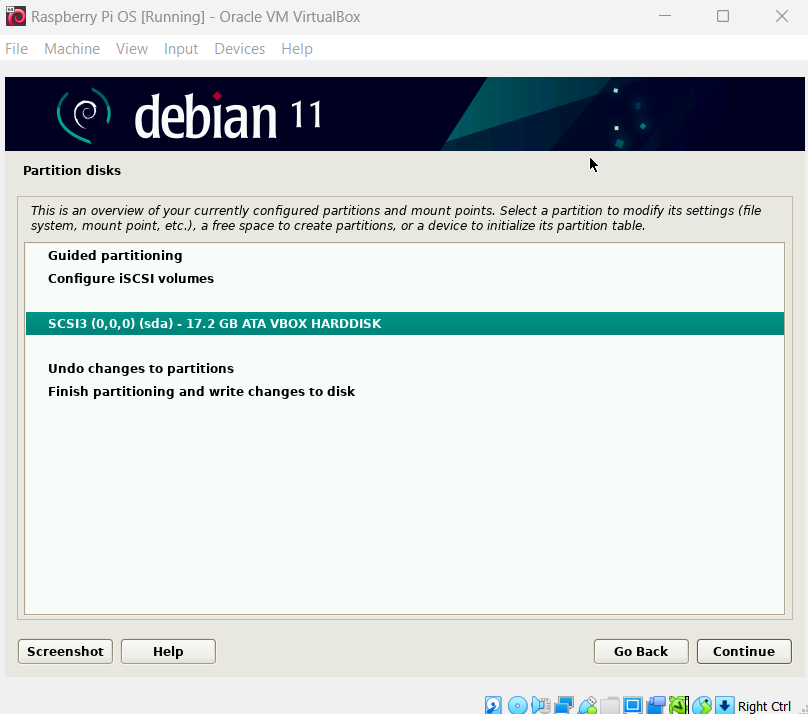 Raspberry Pi OS [Running] - Oracle VM VirtualBox
File Machine View Input Devices Help
debian 11
Partition disks
This is an overview of your currently configured partitions and mount points. Select a partition to modify its settings (file
system, mount point, etc.), a free space to create partitions, or a device to initialize its partition table.
Guided partitioning
Configure iSCSI volumes
SCSI3 (0,0,0) (sda) - 17.2 GB ATA VBOX HARDDISK
Undo changes to partitions
Finish partitioning and write changes to disk
Screenshot Help Go Back Continue
Right Ctrl